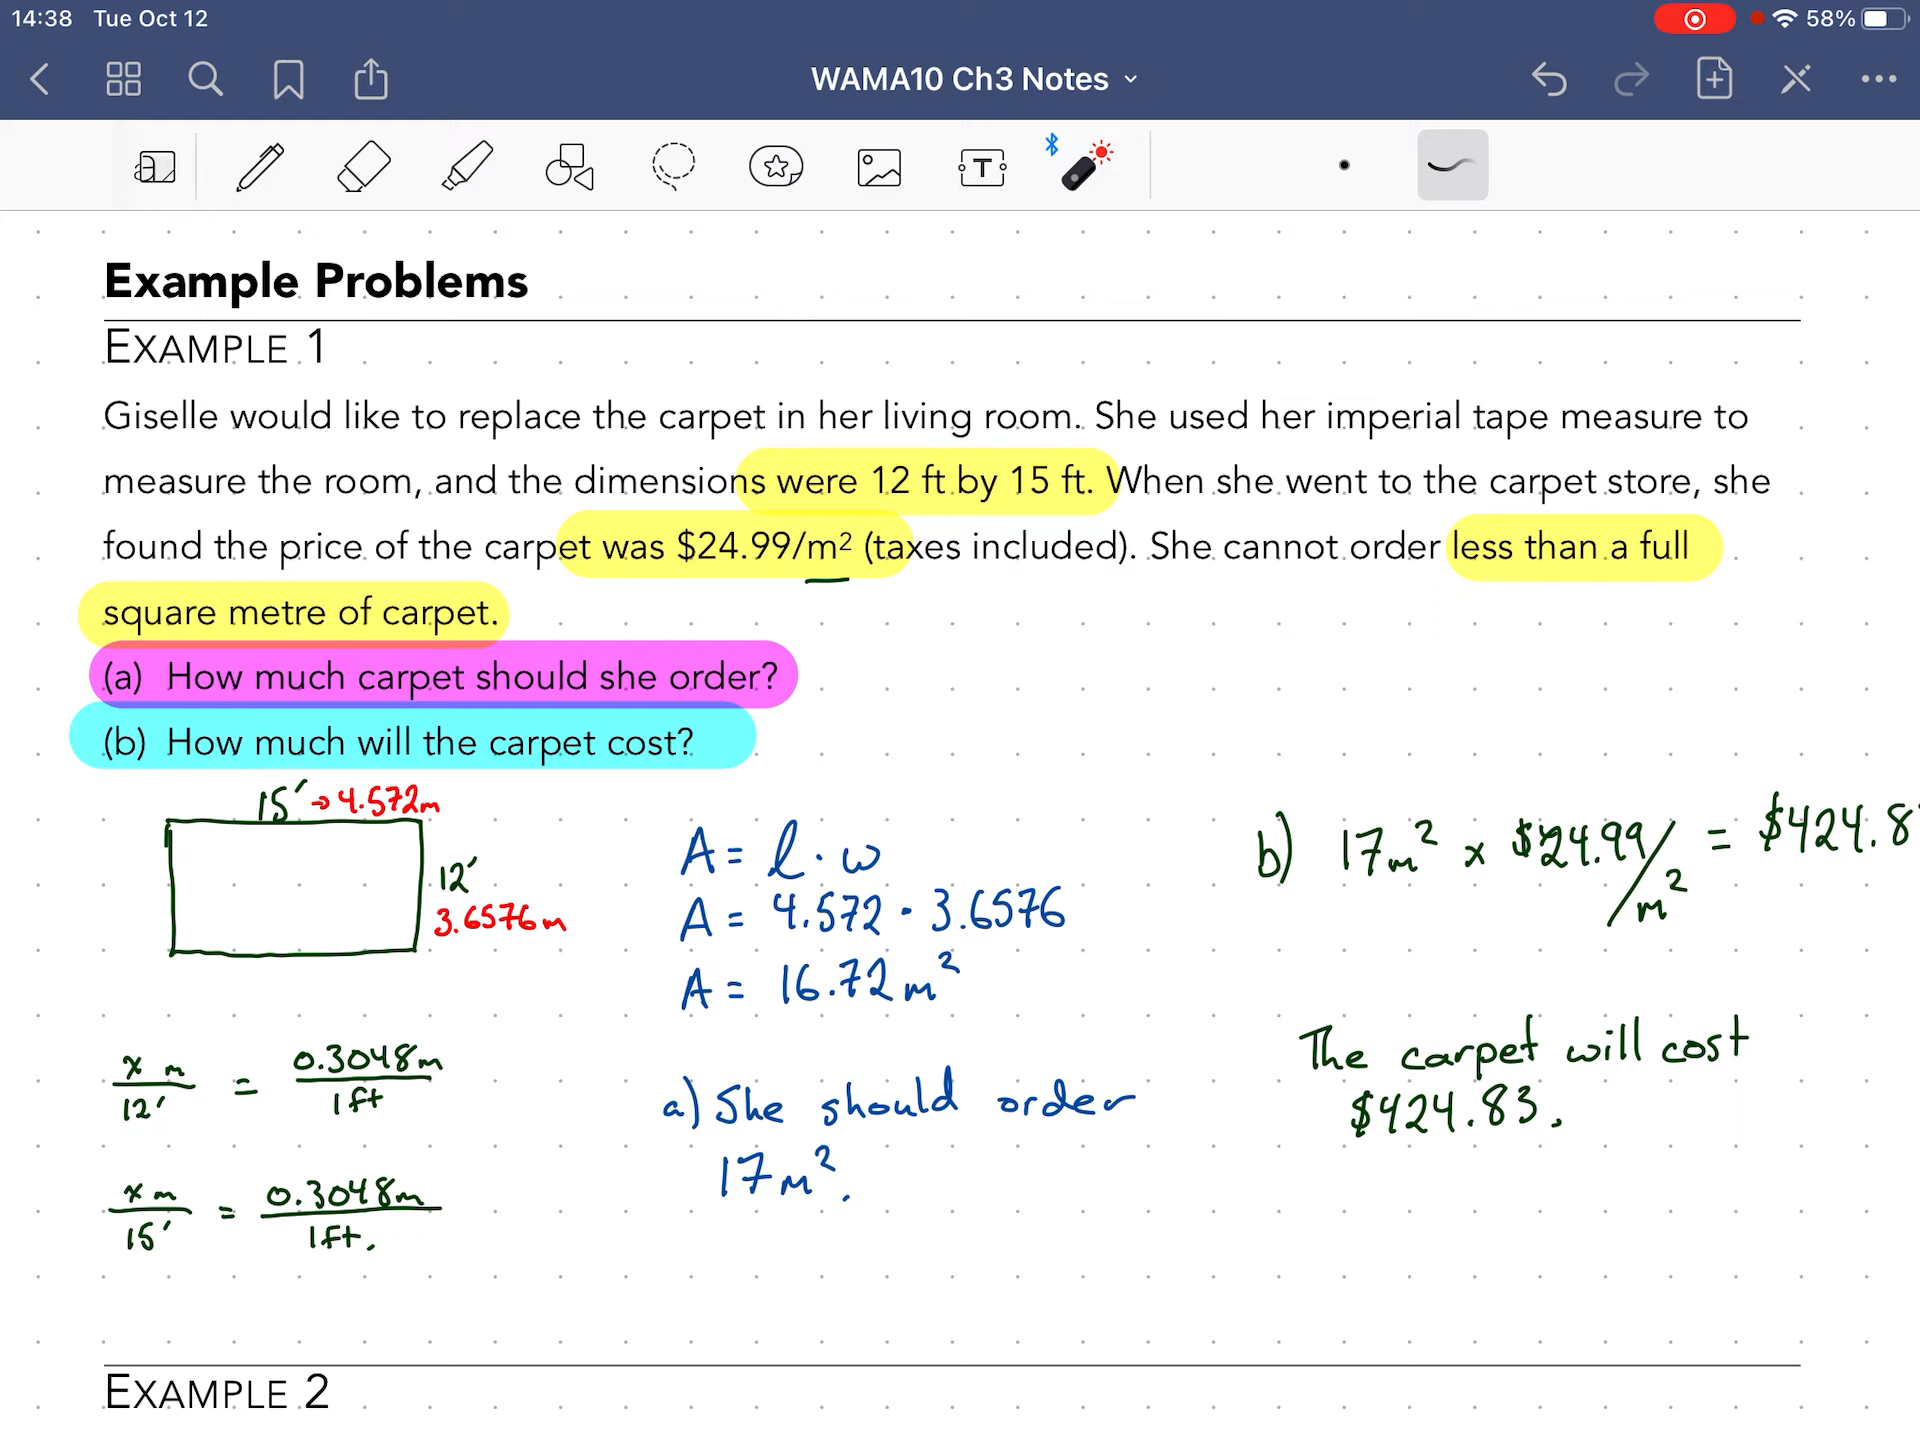 14:38 Tue Oct 12
58%
WAMA10 Ch3 Notes
T
Example Problems
EXAMPLE 1
Giselle would like to replace the carpet in her living room. She used her imperial tape measure to
measure the room, and the dimensions were 12 ft by 15 ft. When she went to the carpet store, she
found the price of the carpet was $24.99/m² (taxes included). She cannot order less than a full
square metre of carpet.
(a) How much carpet should she order?
(b) How much will the carpet cost?
15′ → 4.572m
12′
3.6576m
x m / 12′ = 0.3048m / 1ft
x m / 15′ = 0.3048m / 1ft.
A = l · w
A = 4.572 · 3.6576
A = 16.72 m²
a) She should order
17m².
b) 17m² x $24.99/m² = $424.8
The carpet will cost
$424.83.
EXAMPLE 2